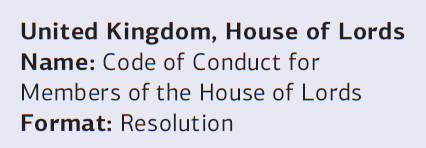 United Kingdom, House of Lords
Name: Code of Conduct for
Members of the House of Lords
Format: Resolution